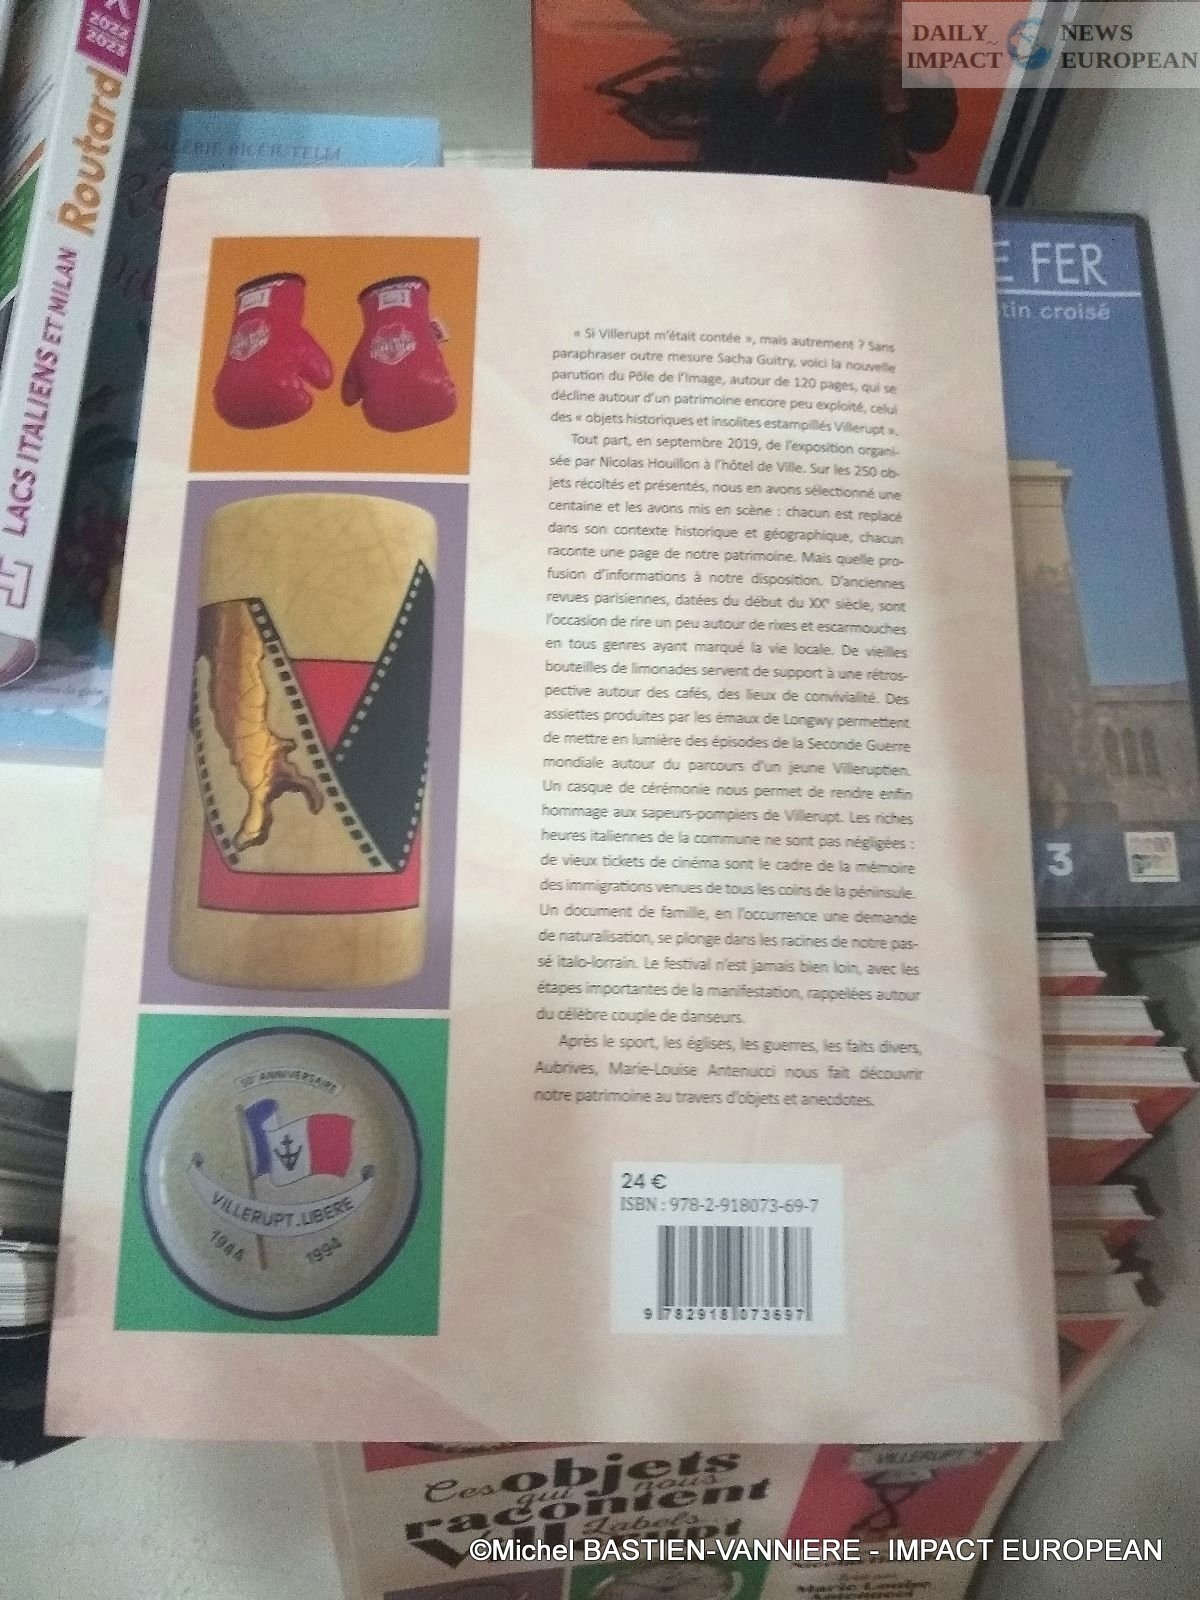 DAILY NEWS
IMPACT EUROPEAN
2022
2023
Routard
LACS ITALIENS ET MILAN
E FER
tin croisé
3
« Si Villerupt m'était contée », mais autrement ? Sans
paraphraser outre mesure Sacha Guitry, voici la nouvelle
parution du Pôle de l'Image, autour de 120 pages, qui se
décline autour d'un patrimoine encore peu exploité, celui
des « objets historiques et insolites estampillés Villerupt ».
Tout part, en septembre 2019, de l'exposition organi-
sée par Nicolas Houillon à l'hôtel de Ville. Sur les 250 ob-
jets récoltés et présentés, nous en avons sélectionné une
centaine et les avons mis en scène : chacun est replacé
dans son contexte historique et géographique, chacun
raconte une page de notre patrimoine. Mais quelle pro-
fusion d'informations à notre disposition. D'anciennes
revues parisiennes, datées du début du XXe siècle, sont
l'occasion de rire un peu autour de rixes et escarmouches
en tous genres ayant marqué la vie locale. De vieilles
bouteilles de limonades servent de support à une rétros-
pective autour des cafés, des lieux de convivialité. Des
assiettes produites par les émaux de Longwy permettent
de mettre en lumière des épisodes de la Seconde Guerre
mondiale autour du parcours d'un jeune Villeruptien.
Un casque de cérémonie nous permet de rendre enfin
hommage aux sapeurs-pompiers de Villerupt. Les riches
heures italiennes de la commune ne sont pas négligées :
de vieux tickets de cinéma sont le cadre de la mémoire
des immigrations venues de tous les coins de la péninsule.
Un document de famille, en l'occurrence une demande
de naturalisation, se plonge dans les racines de notre pas-
sé italo-lorrain. Le festival n'est jamais bien loin, avec les
étapes importantes de la manifestation, rappelées autour
du célèbre couple de danseurs.
Après le sport, les églises, les guerres, les faits divers,
Aubrives, Marie-Louise Antenucci nous fait découvrir
notre patrimoine au travers d'objets et anecdotes.
50e ANNIVERSAIRE
VILLERUPT LIBERE
1944 1994
24 €
ISBN : 978-2-918073-69-7
9 782918 073697
VILLERUPT
Ces objets
qui nous
racontent
Labels...
©Michel BASTIEN-VANNIERE - IMPACT EUROPEAN